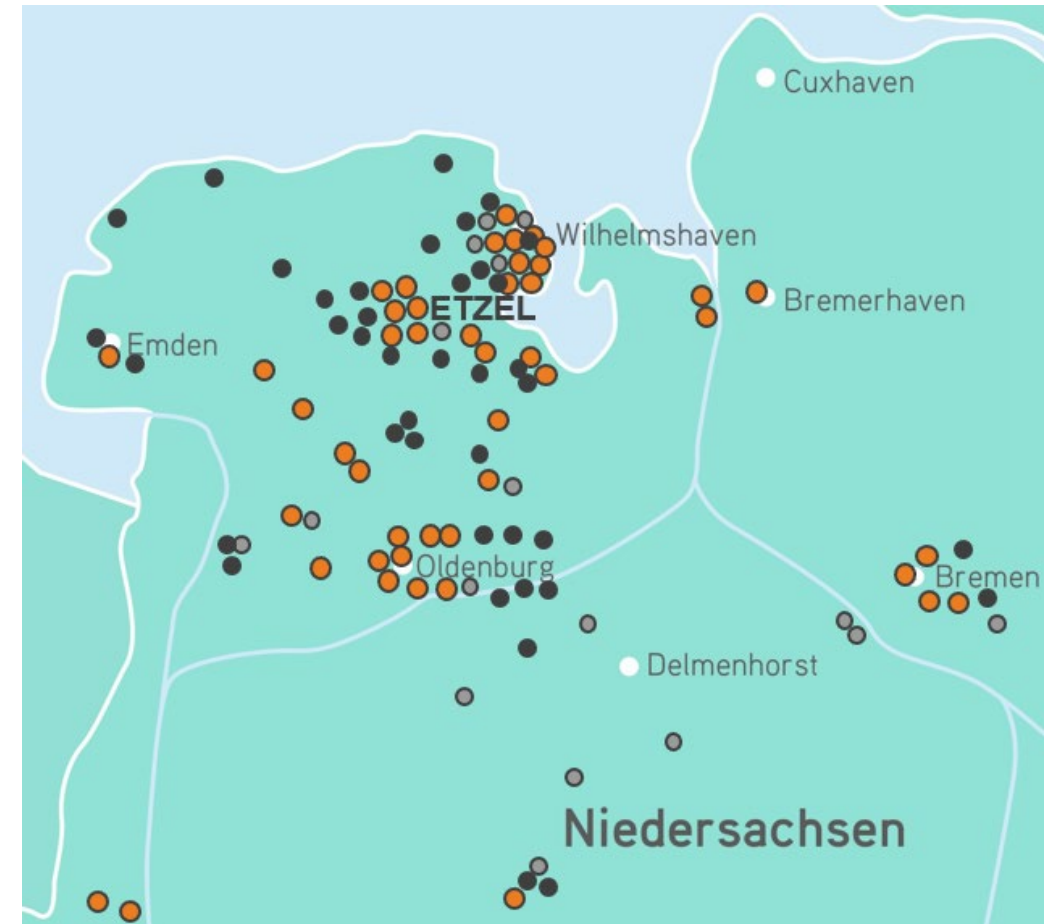 Cuxhaven
Wilhelmshaven
Bremerhaven
ETZEL
Emden
Oldenburg
Bremen
Delmenhorst
Niedersachsen